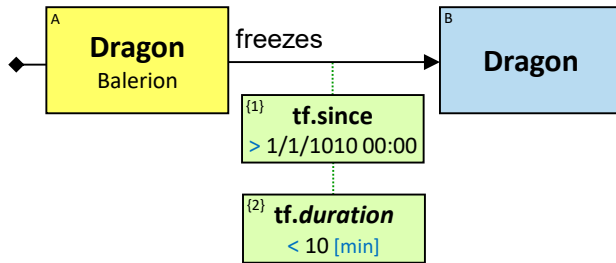 A
Dragon
Balerion
freezes
B
Dragon
{1}
tf.since
> 1/1/1010 00:00
{2}
tf.duration
< 10 [min]